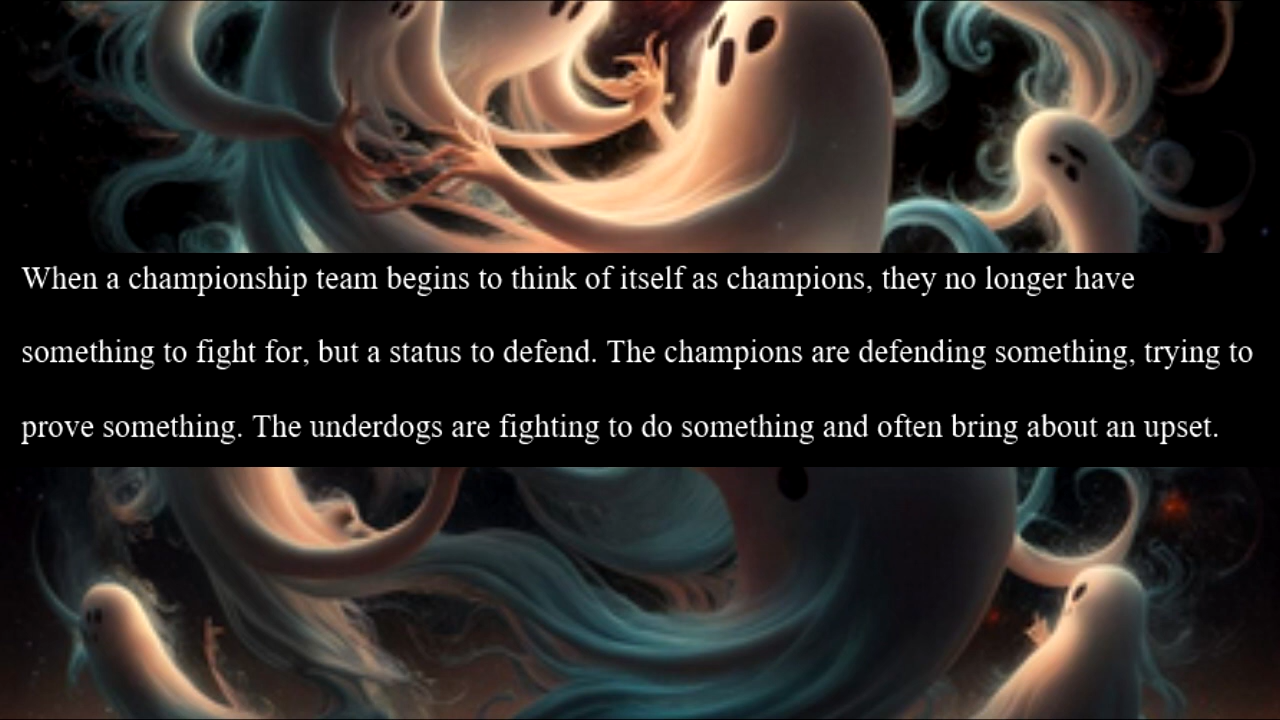 When a championship team begins to think of itself as champions, they no longer have
something to fight for, but a status to defend. The champions are defending something, trying to
prove something. The underdogs are fighting to do something and often bring about an upset.